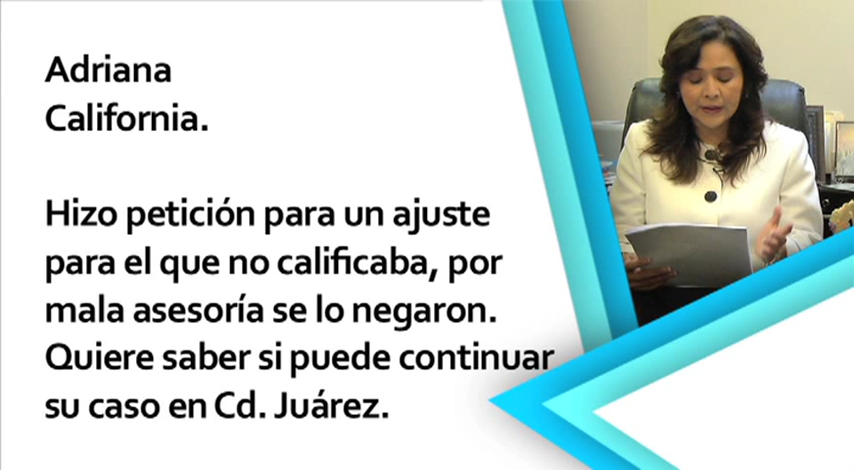 Adriana
California.
Hizo petición para un ajuste
para el que no calificaba, por
mala asesoría se lo negaron.
Quiere saber si puede continuar
su caso en Cd. Juárez.